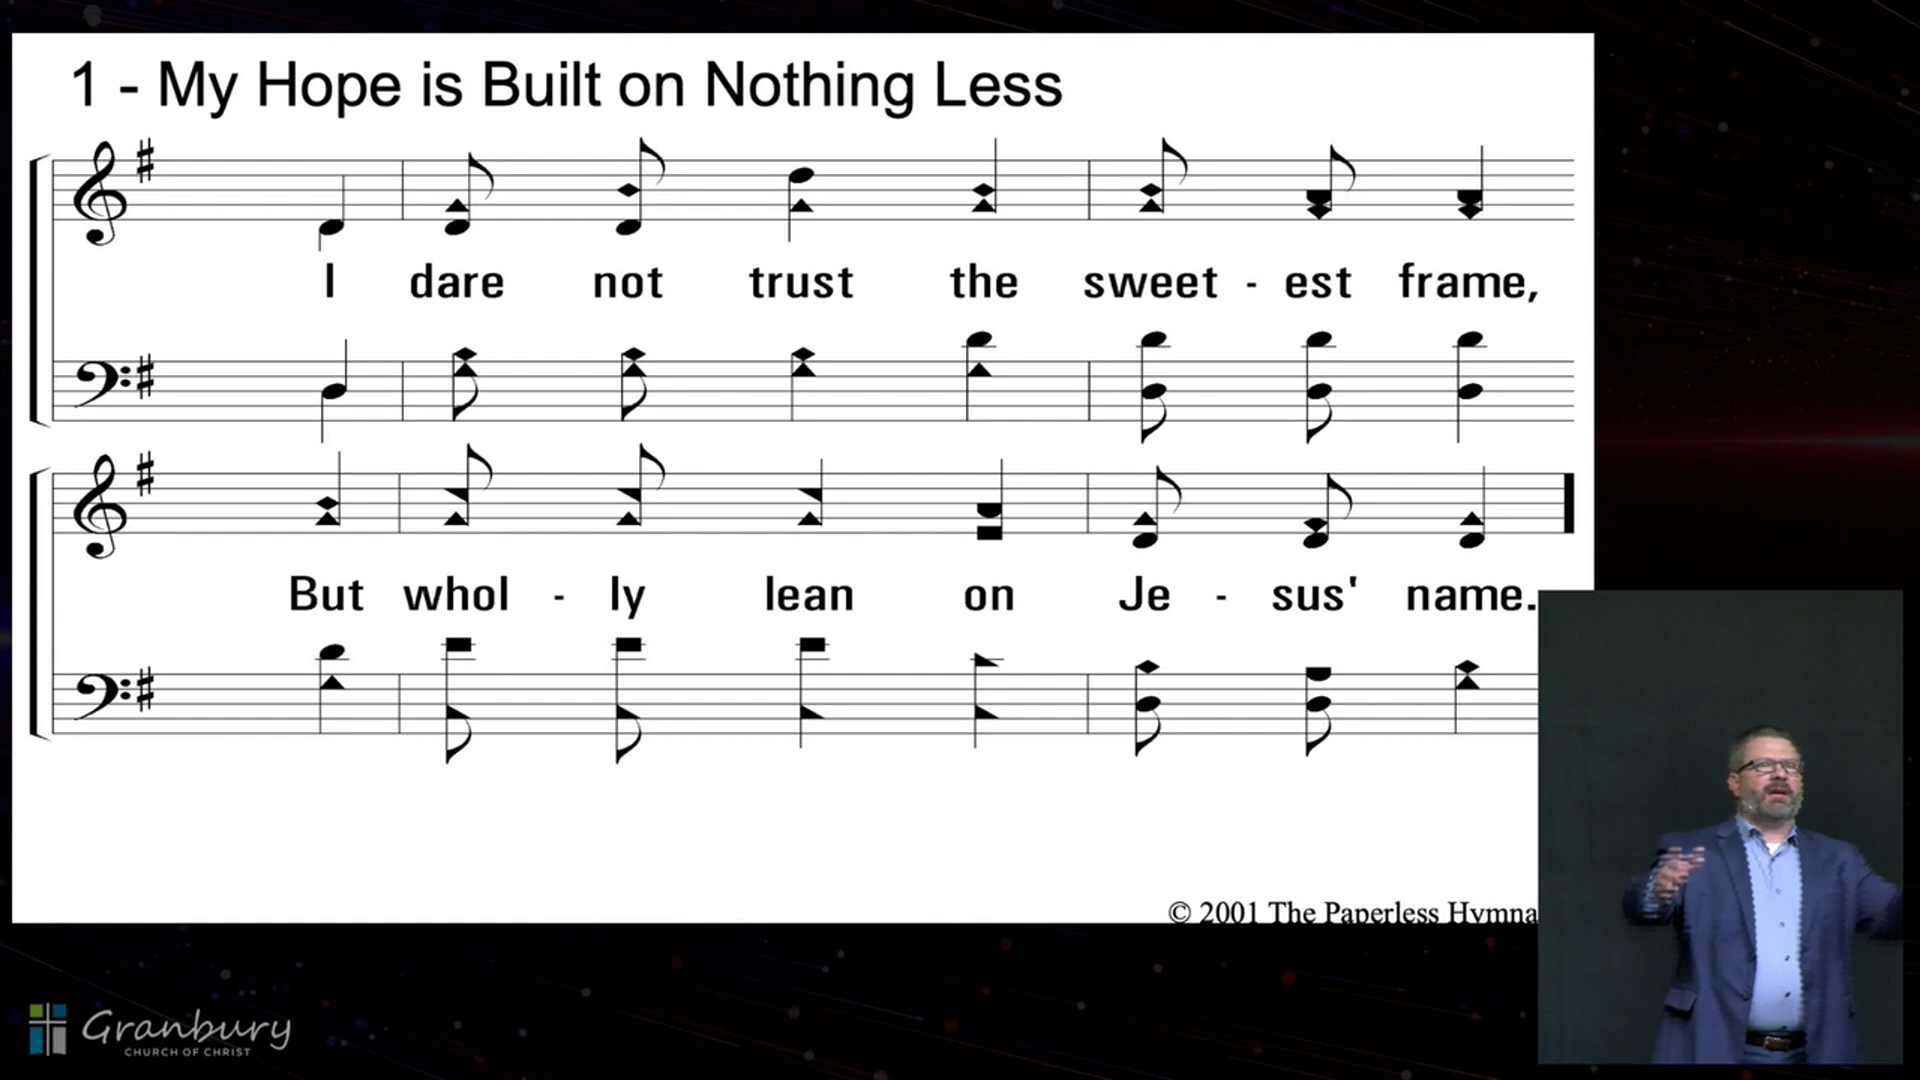 1 - My Hope is Built on Nothing Less
I dare not trust the sweet - est frame,
But whol - ly lean on Je - sus' name.
© 2001 The Paperless Hymna
Granbury
CHURCH OF CHRIST